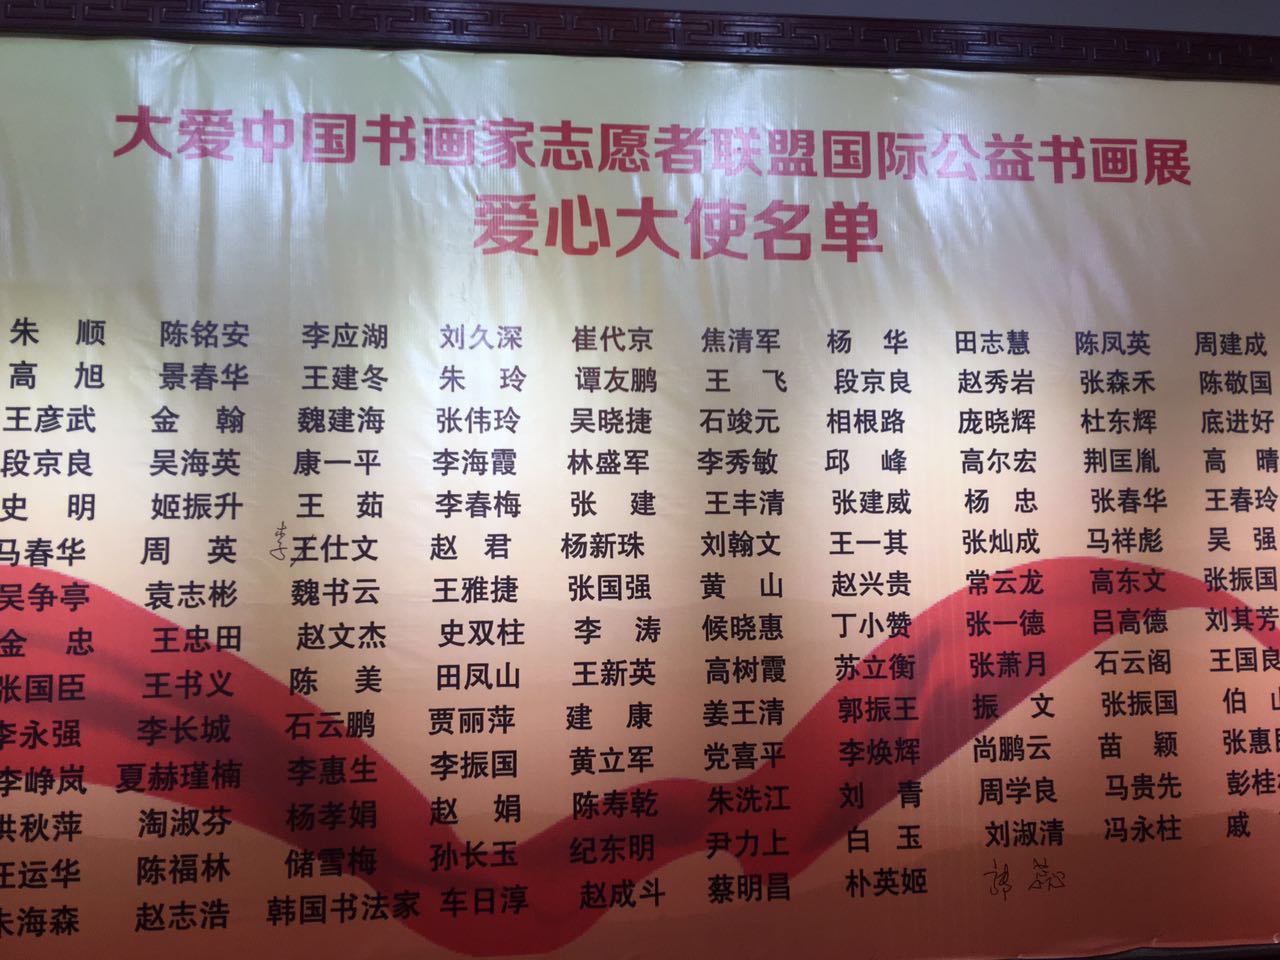 大爱中国书画家志愿者联盟国际公益书画展
爱心大使名单
朱 顺 陈铭安 李应湖 刘久深 崔代京 焦清军 杨 华 田志慧 陈凤英 周建成
高 旭 景春华 王建冬 朱 玲 谭友鹏 王 飞 段京良 赵秀岩 张森禾 陈敬国
王彦武 金 翰 魏建海 张伟玲 吴晓捷 石竣元 相根路 庞晓辉 杜东辉 底进好
段京良 吴海英 康一平 李海霞 林盛军 李秀敏 邱 峰 高尔宏 荆匡胤 高 晴
史 明 姬振升 王 茹 李春梅 张 建 王丰清 张建威 杨 忠 张春华 王春玲
马春华 周 英 李 王仕文 赵 君 杨新珠 刘翰文 王一其 张灿成 马祥彪 吴 强
吴争亭 袁志彬 魏书云 王雅捷 张国强 黄 山 赵兴贵 常云龙 高东文 张振国
金 忠 王忠田 赵文杰 史双柱 李 涛 候晓惠 丁小赞 张一德 吕高德 刘其芳
张国臣 王书义 陈 美 田凤山 王新英 高树霞 苏立衡 张萧月 石云阁 王国良
李永强 李长城 石云鹏 贾丽萍 建 康 姜王清 郭振王 振 文 张振国 伯 山
李峥岚 夏赫瑾楠 李惠生 李振国 黄立军 党喜平 李焕辉 尚鹏云 苗 颖 张惠
洪秋萍 淘淑芬 杨孝娟 赵 娟 陈寿乾 朱洗江 刘 青 周学良 马贵先 彭桂
汪运华 陈福林 储雪梅 孙长玉 纪东明 尹力上 白 玉 刘淑清 冯永柱 戚
朱海森 赵志浩 韩国书法家 车日淳 赵成斗 蔡明昌 朴英姬